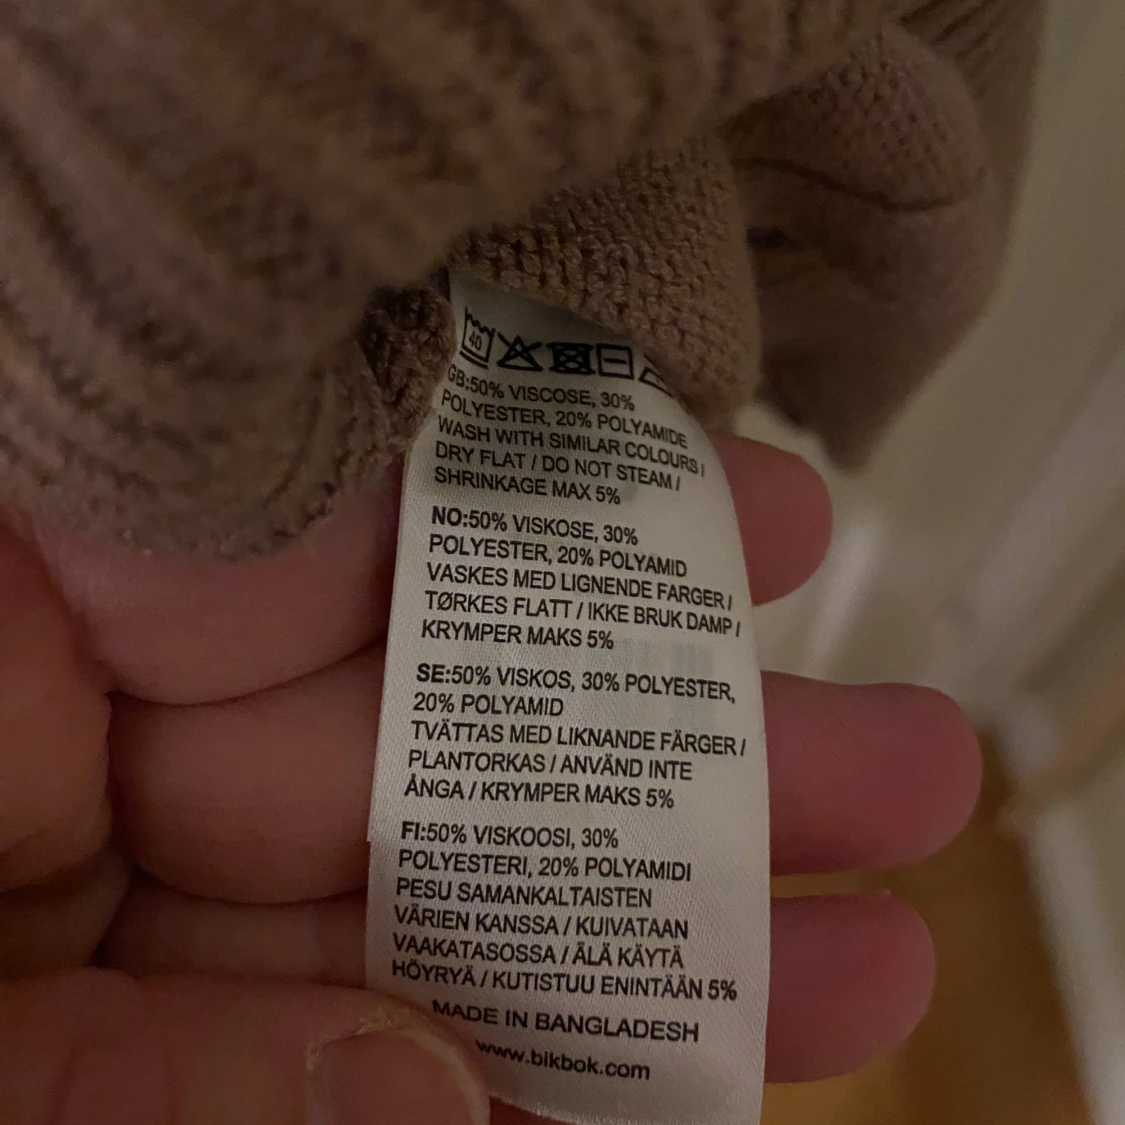 40
GB:50% VISCOSE, 30%
POLYESTER, 20% POLYAMIDE
WASH WITH SIMILAR COLOURS /
DRY FLAT / DO NOT STEAM /
SHRINKAGE MAX 5%
NO:50% VISKOSE, 30%
POLYESTER, 20% POLYAMID
VASKES MED LIGNENDE FARGER /
TØRKES FLATT / IKKE BRUK DAMP /
KRYMPER MAKS 5%
SE:50% VISKOS, 30% POLYESTER,
20% POLYAMID
TVÄTTAS MED LIKNANDE FÄRGER /
PLANTORKAS / ANVÄND INTE
ÅNGA / KRYMPER MAKS 5%
FI:50% VISKOOSI, 30%
POLYESTERI, 20% POLYAMIDI
PESU SAMANKALTAISTEN
VÄRIEN KANSSA / KUIVATAAN
VAAKATASOSSA / ÄLÄ KÄYTÄ
HÖYRYÄ / KUTISTUU ENINTÄÄN 5%
MADE IN BANGLADESH
www.bikbok.com